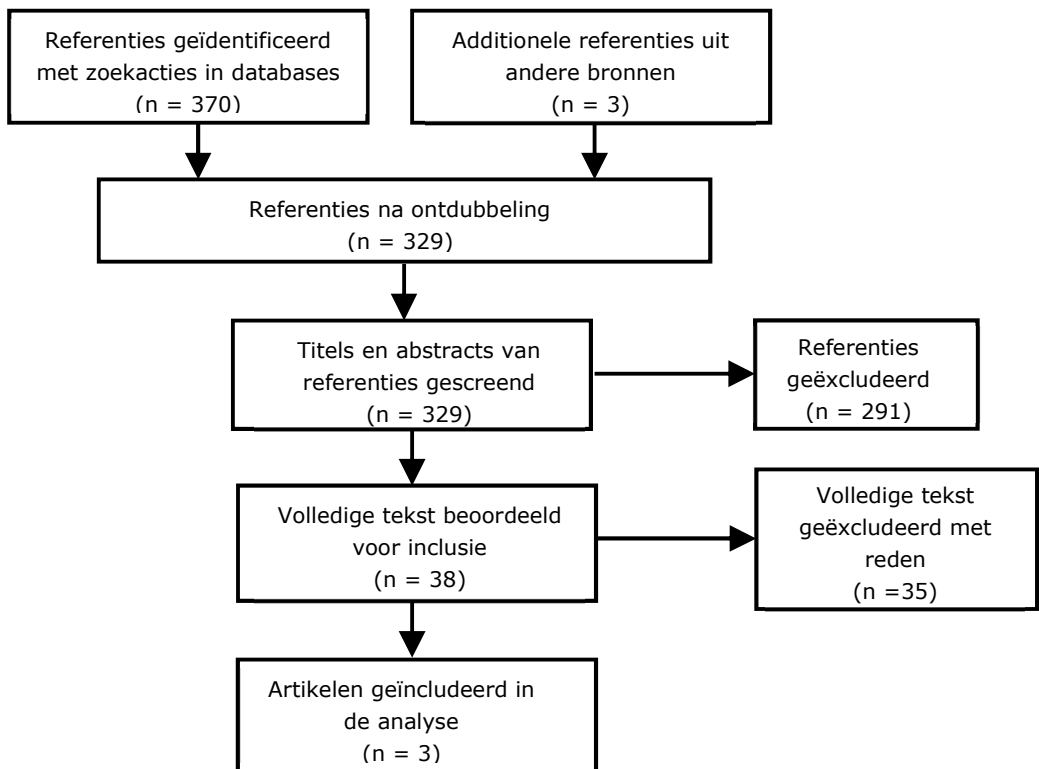 Referenties geïdentificeerd
met zoekacties in databases
(n = 370)
Additionele referenties uit
andere bronnen
(n = 3)
Referenties na ontdubbeling
(n = 329)
Titels en abstracts van
referenties gescreend
(n = 329)
Referenties
geëxcludeerd
(n = 291)
Volledige tekst beoordeeld
voor inclusie
(n = 38)
Volledige tekst
geëxcludeerd met
reden
(n =35)
Artikelen geïncludeerd in
de analyse
(n = 3)